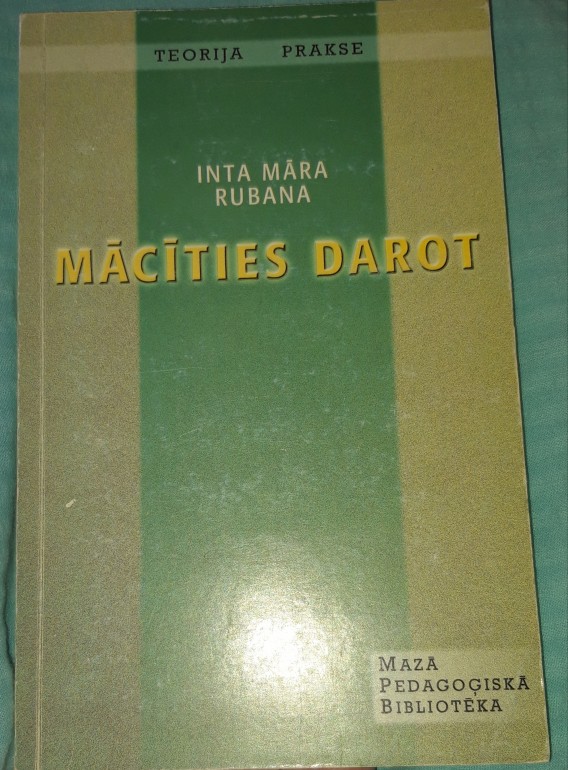 TEORIJA PRAKSE
INTA MĀRA
RUBANA
MĀCĪTIES DAROT
MAZĀ
PEDAGOĢISKĀ
BIBLIOTĒKA